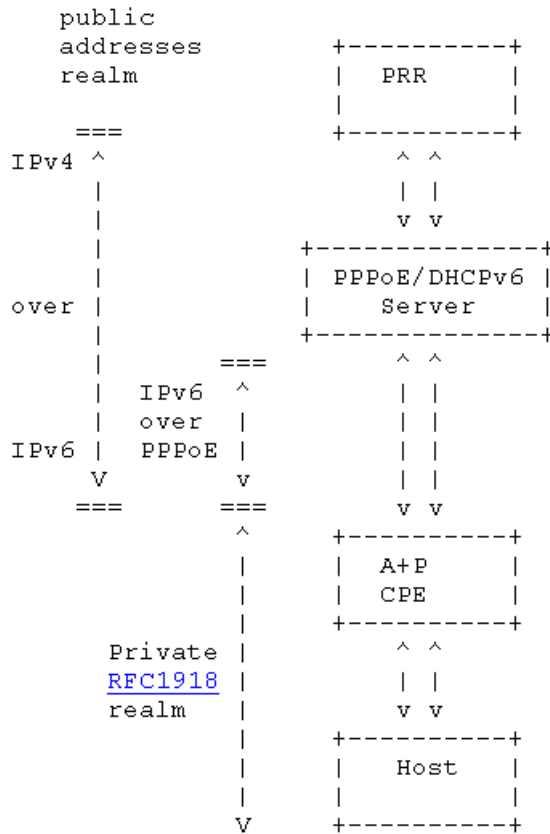 public
addresses                +----------+
realm                    |   PRR    |
                         |          |
 ===                     +----------+
IPv4 ^                       ^ ^
     |                       | |
     |                       v v
     |                 +---------------+
     |                 | PPPoE/DHCPv6  |
over |                 |    Server     |
     |                 +---------------+
     |         ===           ^ ^
     |    IPv6  ^            | |
     |    over  |            | |
IPv6 |    PPPoE |            | |
     V          v            | |
    ===        ===           v v
                ^        +----------+
                |        |  A+P     |
                |        |  CPE     |
                |        +----------+
        Private |            ^ ^
        RFC1918 |            | |
        realm   |            v v
                |        +----------+
                |        |   Host   |
                |        |          |
                V        +----------+